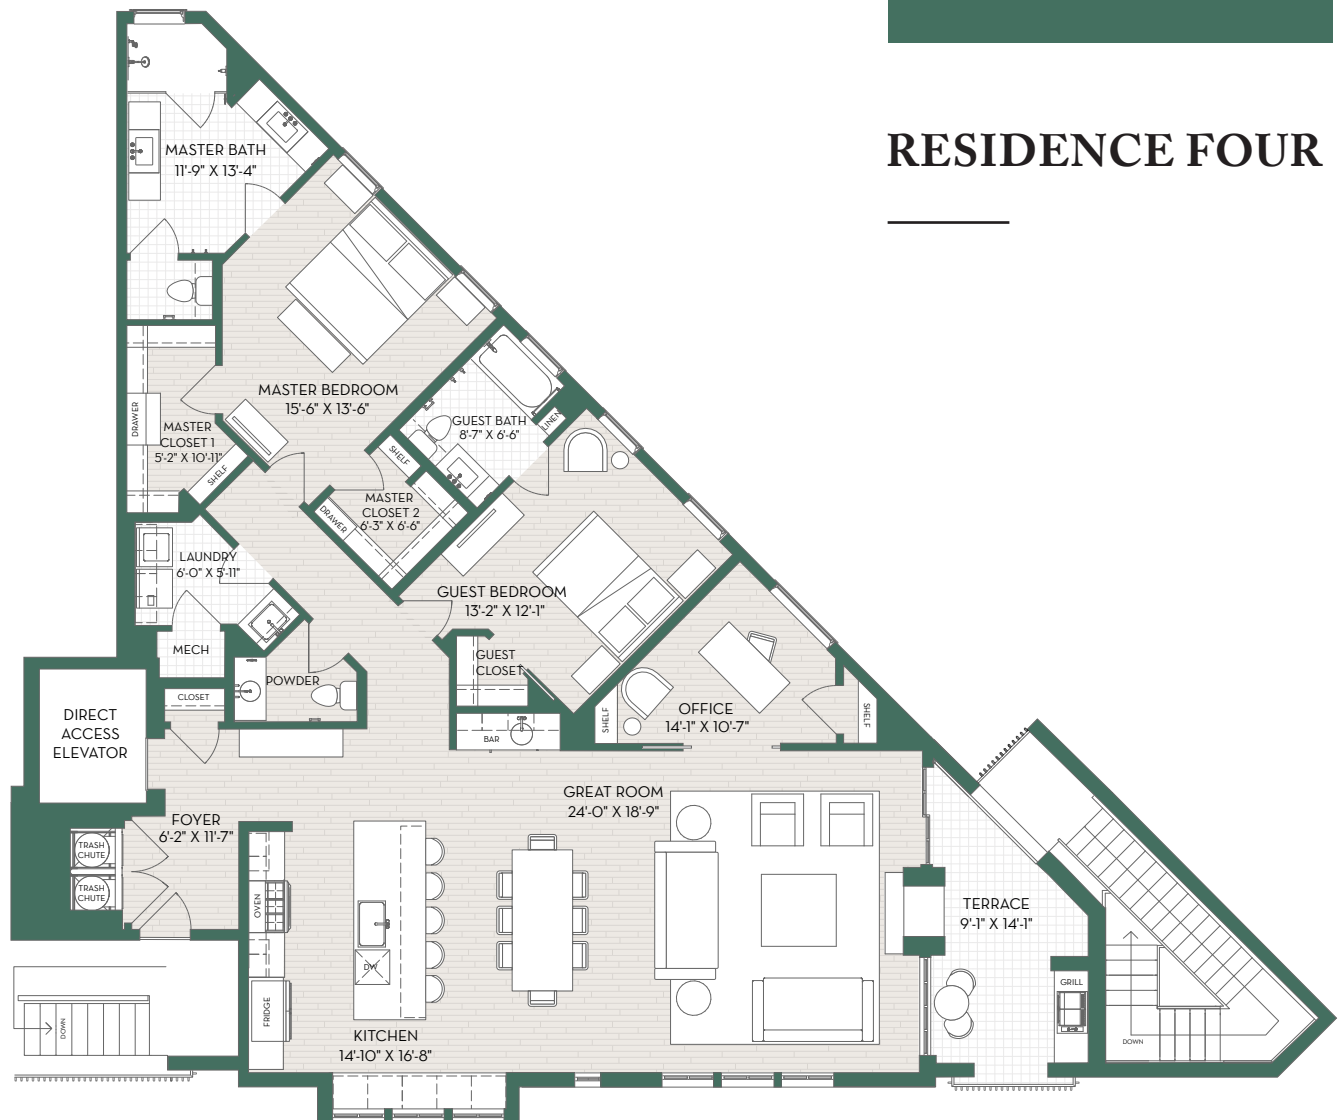 RESIDENCE FOUR
MASTER BATH
11'-9" X 13'-4"
MASTER BEDROOM
15'-6" X 13'-6"
DRAWER
MASTER
CLOSET 1
5'-2" X 10'-11"
SHELF
GUEST BATH
8'-7" X 6'-6"
LINEN
SHELF
MASTER
CLOSET 2
6'-3" X 6'-6"
DRAWER
LAUNDRY
6'-0" X 5'-11"
MECH
GUEST BEDROOM
13'-2" X 12'-1"
GUEST
CLOSET
POWDER
CLOSET
DIRECT
ACCESS
ELEVATOR
BAR
SHELF
OFFICE
14'-1" X 10'-7"
SHELF
FOYER
6'-2" X 11'-7"
TRASH
CHUTE
TRASH
CHUTE
GREAT ROOM
24'-0" X 18'-9"
OVEN
DW
FRIDGE
KITCHEN
14'-10" X 16'-8"
TERRACE
9'-1" X 14'-1"
GRILL
DOWN
DOWN